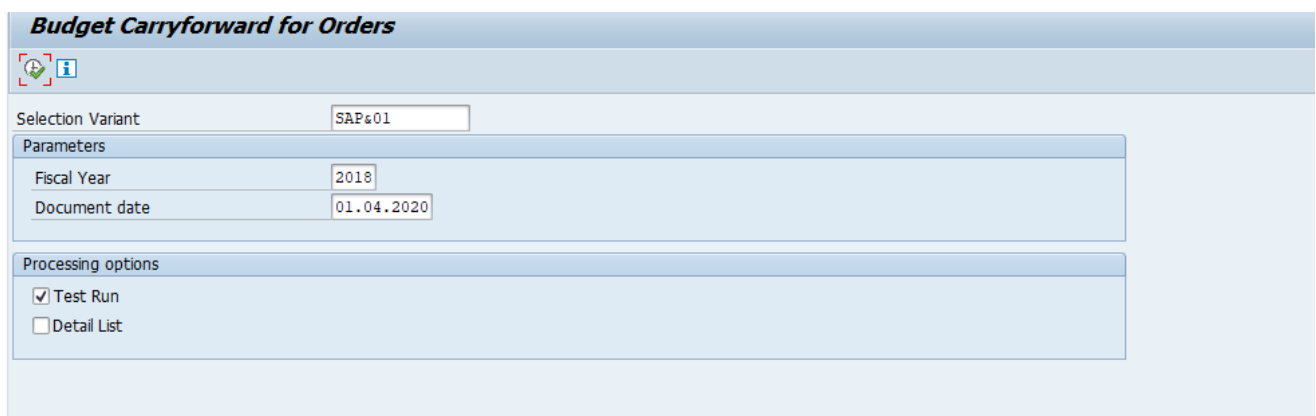 Budget Carryforward for Orders
Selection Variant SAP&01
Parameters
Fiscal Year 2018
Document date 01.04.2020
Processing options
Test Run
Detail List